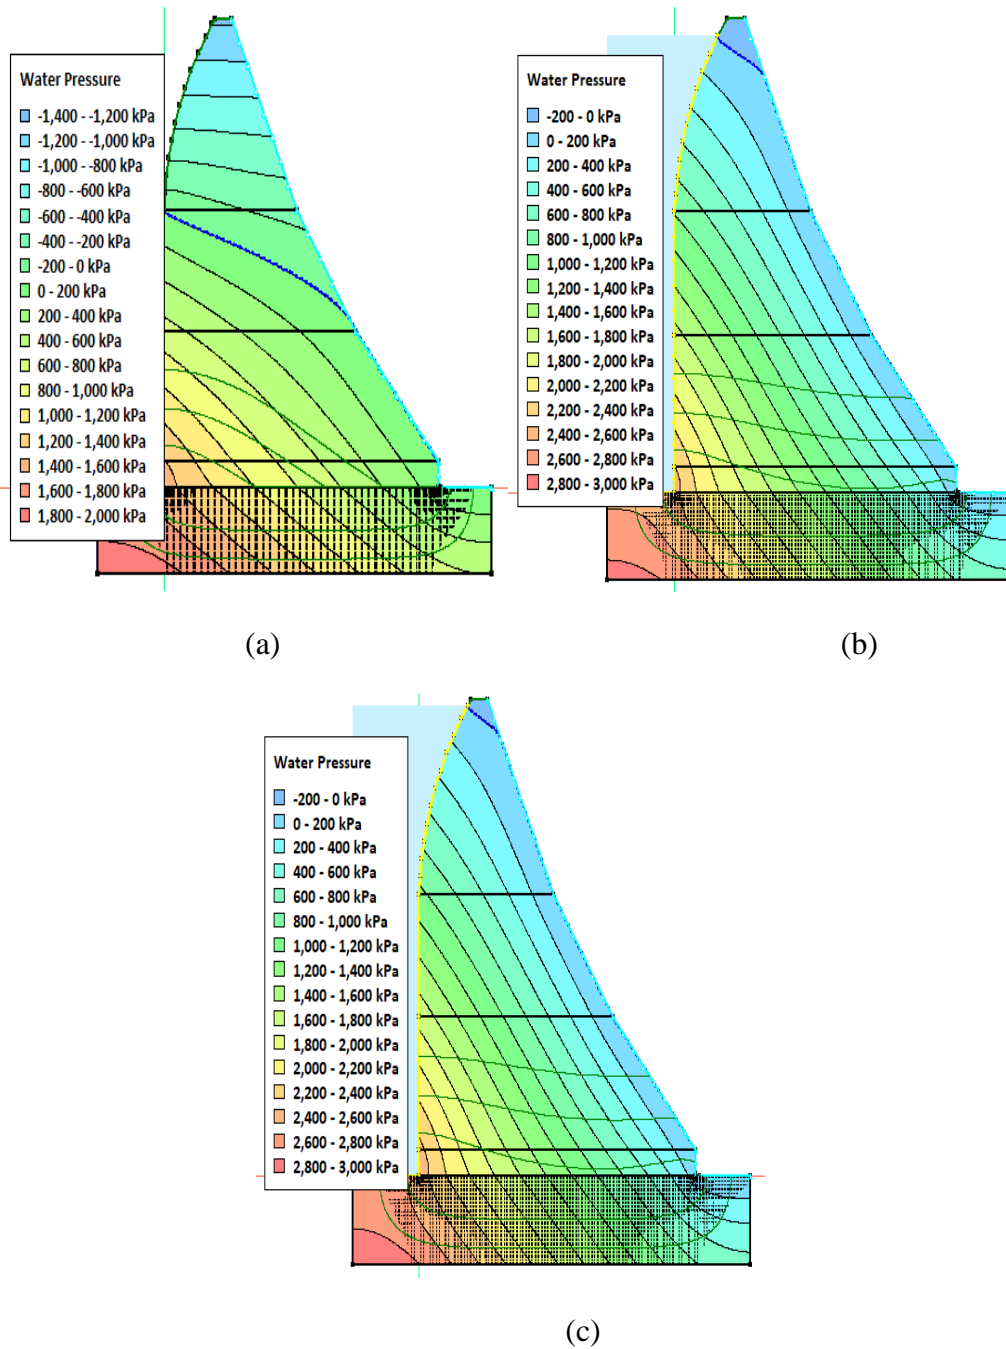 Water Pressure
-1,400 - -1,200 kPa
-1,200 - -1,000 kPa
-1,000 - -800 kPa
-800 - -600 kPa
-600 - -400 kPa
-400 - -200 kPa
-200 - 0 kPa
0 - 200 kPa
200 - 400 kPa
400 - 600 kPa
600 - 800 kPa
800 - 1,000 kPa
1,000 - 1,200 kPa
1,200 - 1,400 kPa
1,400 - 1,600 kPa
1,600 - 1,800 kPa
1,800 - 2,000 kPa
(a)
Water Pressure
-200 - 0 kPa
0 - 200 kPa
200 - 400 kPa
400 - 600 kPa
600 - 800 kPa
800 - 1,000 kPa
1,000 - 1,200 kPa
1,200 - 1,400 kPa
1,400 - 1,600 kPa
1,600 - 1,800 kPa
1,800 - 2,000 kPa
2,000 - 2,200 kPa
2,200 - 2,400 kPa
2,400 - 2,600 kPa
2,600 - 2,800 kPa
2,800 - 3,000 kPa
(b)
Water Pressure
-200 - 0 kPa
0 - 200 kPa
200 - 400 kPa
400 - 600 kPa
600 - 800 kPa
800 - 1,000 kPa
1,000 - 1,200 kPa
1,200 - 1,400 kPa
1,400 - 1,600 kPa
1,600 - 1,800 kPa
1,800 - 2,000 kPa
2,000 - 2,200 kPa
2,200 - 2,400 kPa
2,400 - 2,600 kPa
2,600 - 2,800 kPa
2,800 - 3,000 kPa
(c)